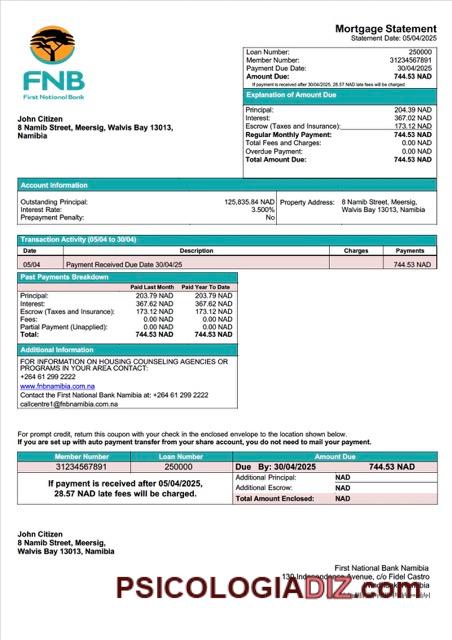 Mortgage Statement
Statement Date: 05/04/2025
FNB
First National Bank
Loan Number: 250000
Member Number: 31234567891
Payment Due Date: 30/04/2025
Amount Due: 744.53 NAD
If payment is received after 30/04/2025, 28.57 NAD late fees will be charged.
Explanation of Amount Due
Principal: 204.39 NAD
Interest: 367.02 NAD
Escrow (Taxes and Insurance): 173.12 NAD
Regular Monthly Payment: 744.53 NAD
Total Fees and Charges: 0.00 NAD
Overdue Payment: 0.00 NAD
Total Amount Due: 744.53 NAD
John Citizen
8 Namib Street, Meersig, Walvis Bay 13013,
Namibia
Account Information
Outstanding Principal: 125,835.84 NAD
Interest Rate: 3.500%
Prepayment Penalty: No
Property Address: 8 Namib Street, Meersig,
Walvis Bay 13013, Namibia
Transaction Activity (05/04 to 30/04)
Date Description Charges Payments
05/04 Payment Received Due Date 30/04/25 744.53 NAD
Past Payments Breakdown
Paid Last Month Paid Year To Date
Principal: 203.79 NAD 203.79 NAD
Interest: 367.62 NAD 367.62 NAD
Escrow (Taxes and Insurance): 173.12 NAD 173.12 NAD
Fees: 0.00 NAD 0.00 NAD
Partial Payment (Unapplied): 0.00 NAD 0.00 NAD
Total: 744.53 NAD 744.53 NAD
Additional Information
FOR INFORMATION ON HOUSING COUNSELING AGENCIES OR
PROGRAMS IN YOUR AREA CONTACT:
+264 61 299 2222
www.fnbnamibia.com.na
Contact the First National Bank Namibia at: +264 61 299 2222
callcentre1@fnbnamibia.com.na
For prompt credit, return this coupon with your check in the enclosed envelope to the location shown below.
If you are set up with auto payment transfer from your share account, you do not need to mail your payment.
Member Number Loan Number Amount Due
31234567891 250000 Due By: 30/04/2025 744.53 NAD
If payment is received after 05/04/2025,
28.57 NAD late fees will be charged.
Additional Principal: NAD
Additional Escrow: NAD
Total Amount Enclosed: NAD
John Citizen
8 Namib Street, Meersig,
Walvis Bay 13013, Namibia
First National Bank Namibia
130 Independence Avenue, c/o Fidel Castro
PSICOLOGIADIZ.com